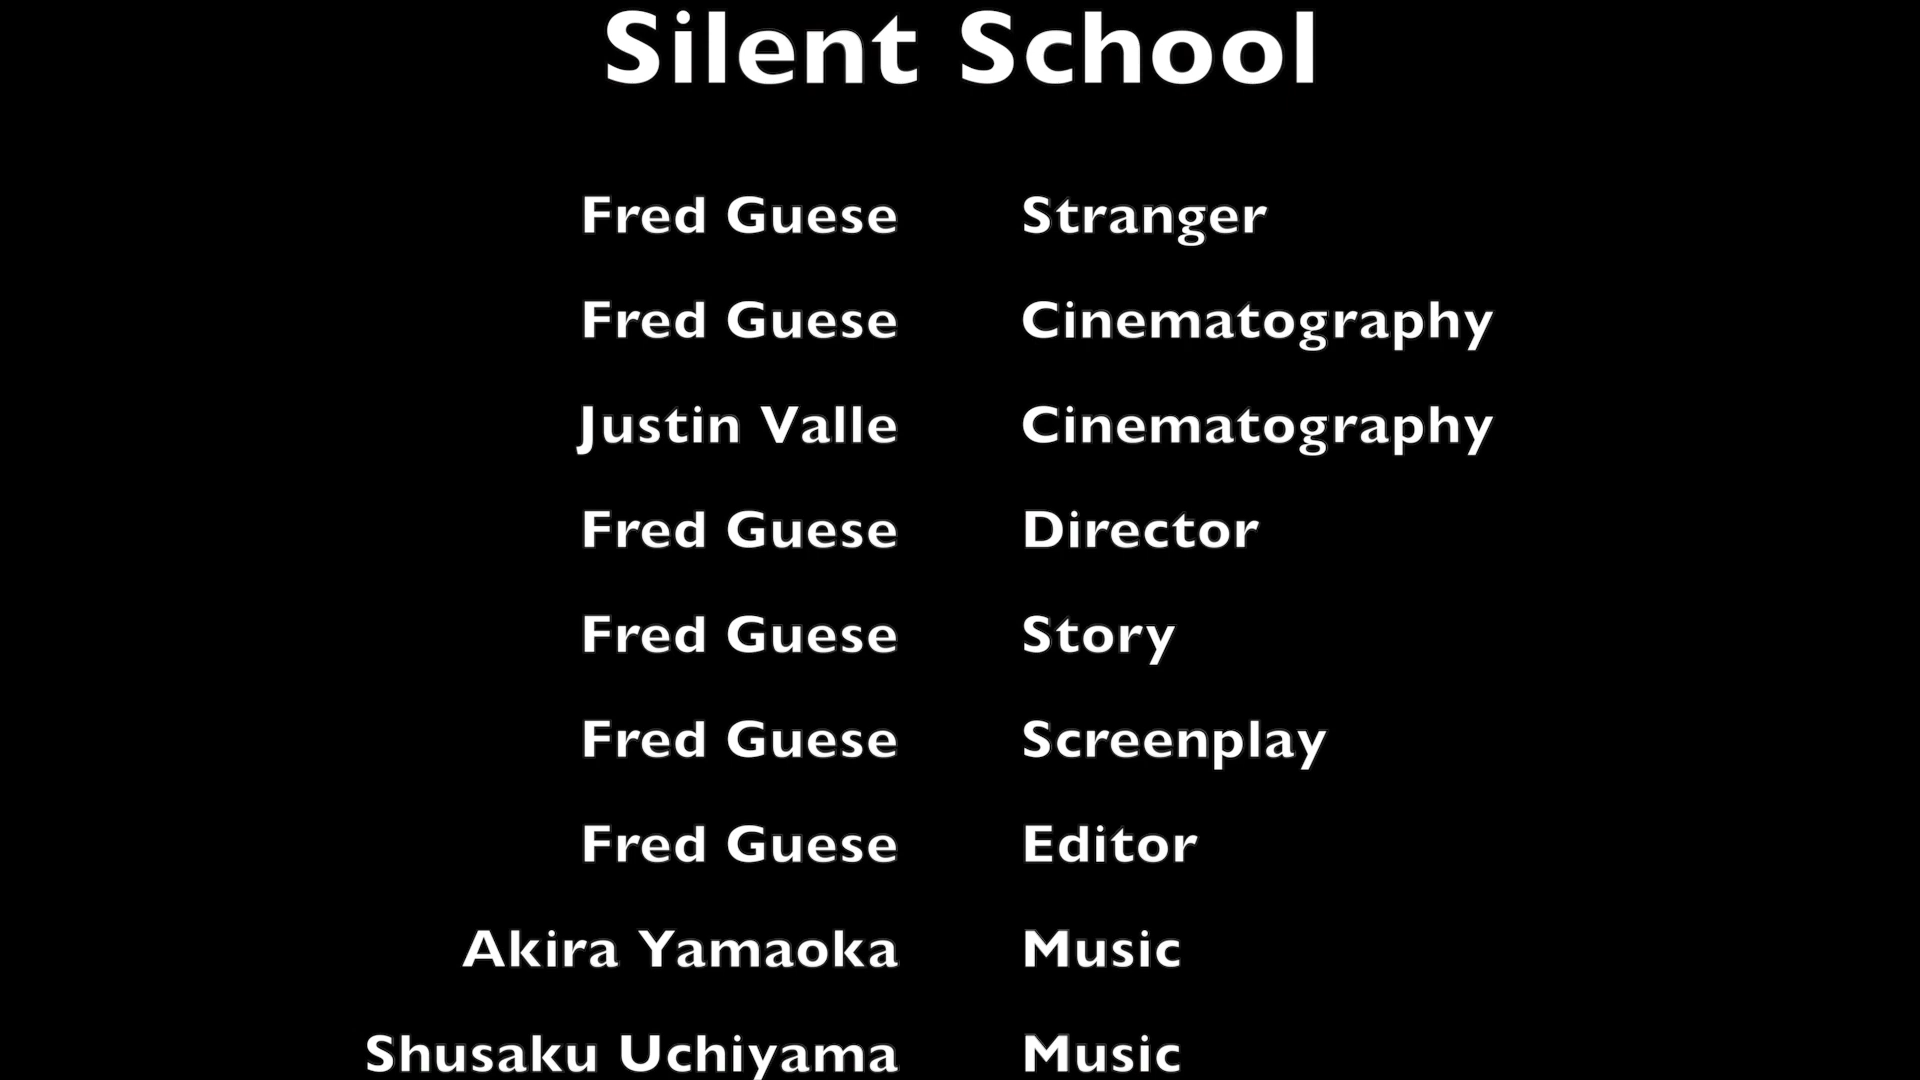 Silent School
Fred Guese Stranger
Fred Guese Cinematography
Justin Valle Cinematography
Fred Guese Director
Fred Guese Story
Fred Guese Screenplay
Fred Guese Editor
Akira Yamaoka Music
Shusaku Uchiyama Music